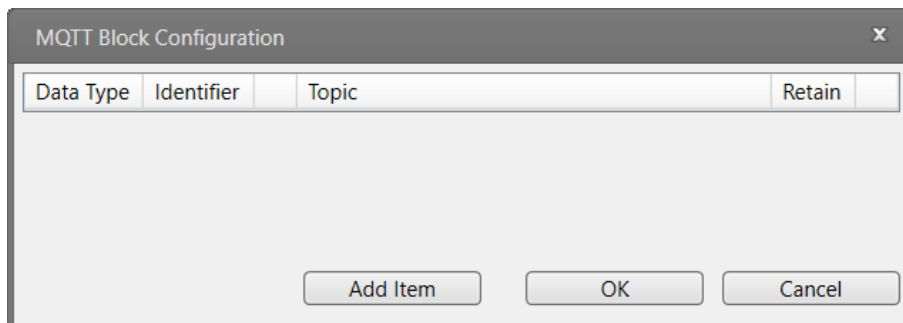 MQTT Block Configuration x
Data Type Identifier Topic Retain
Add Item OK Cancel